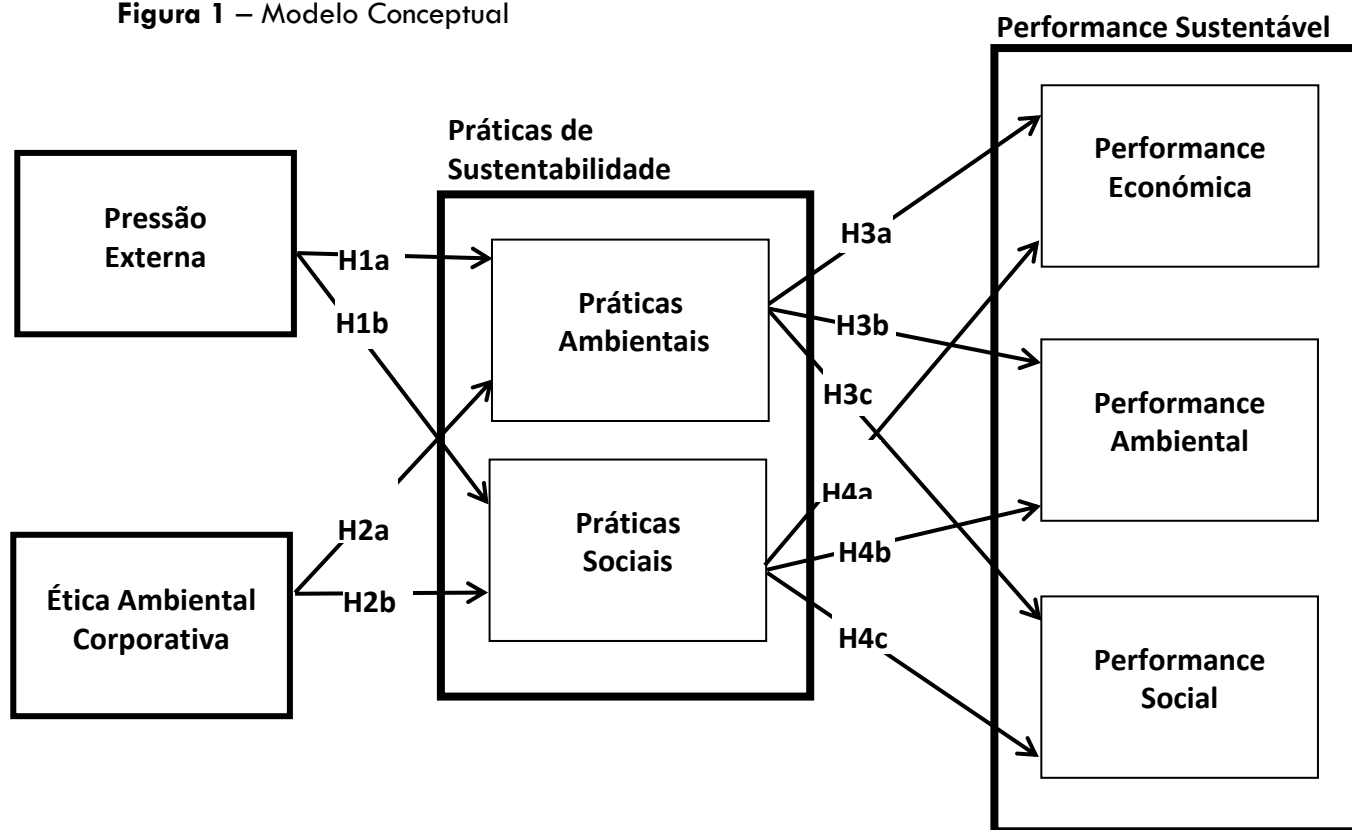 Figura 1 – Modelo Conceptual
Performance Sustentável
Práticas de
Sustentabilidade
Pressão
Externa
Ética Ambiental
Corporativa
H1a
H1b
H2a
H2b
Práticas
Ambientais
Práticas
Sociais
H3a
H3b
H3c
H4a
H4b
H4c
Performance
Económica
Performance
Ambiental
Performance
Social